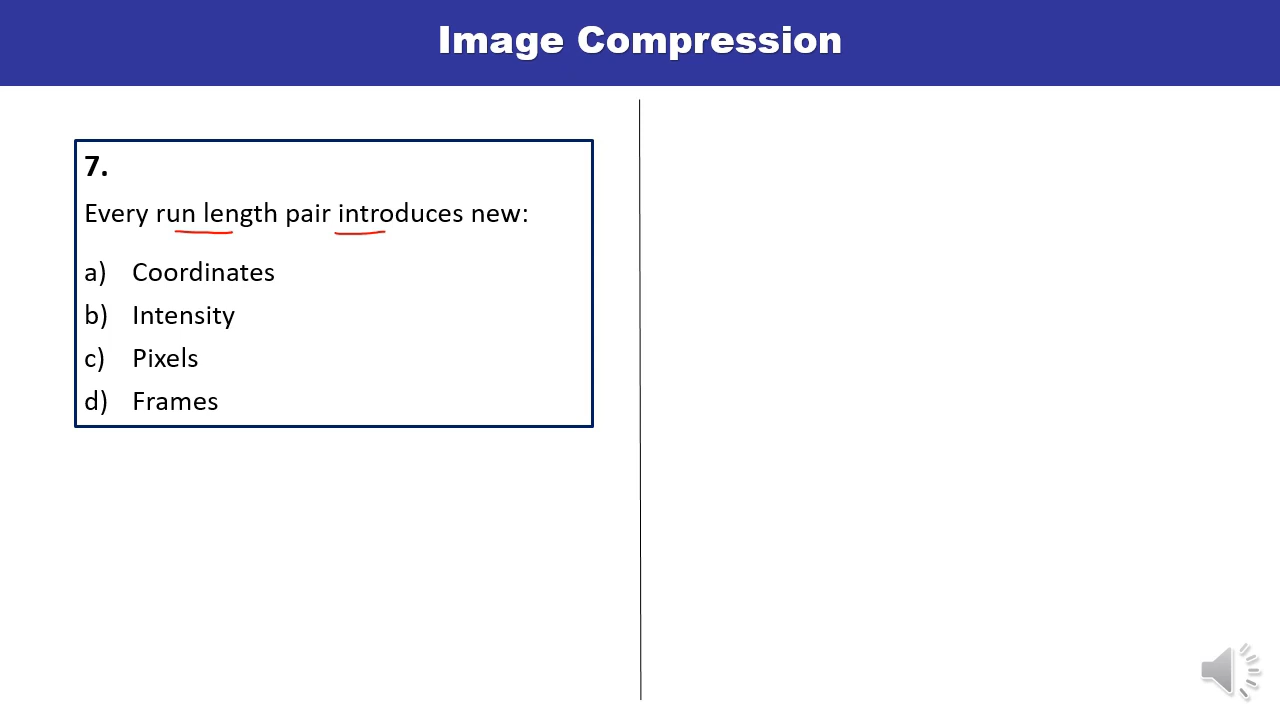 Image Compression
7.
Every run length pair introduces new:
a) Coordinates
b) Intensity
c) Pixels
d) Frames